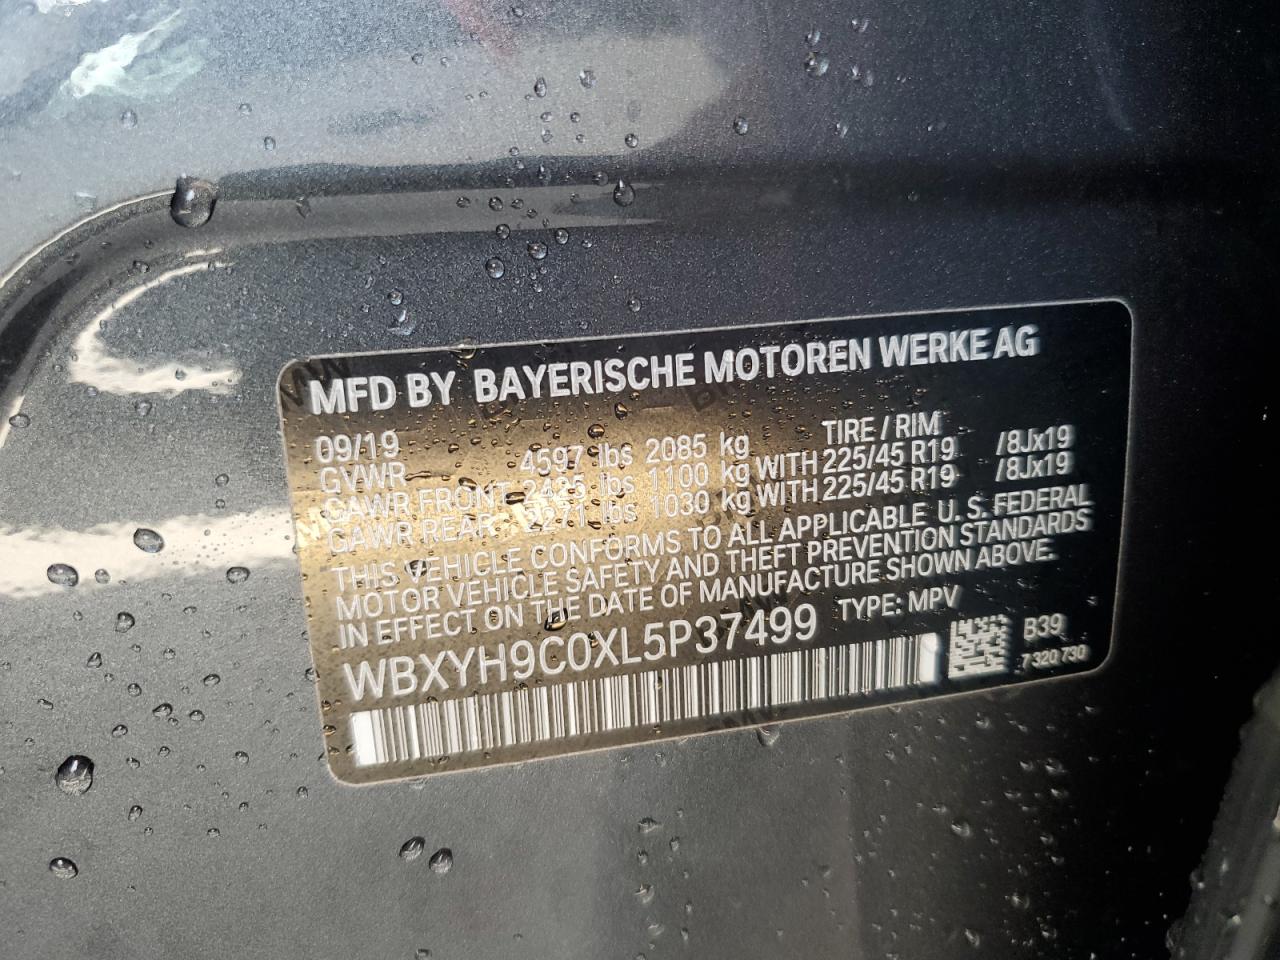 MFD BY BAYERISCHE MOTOREN WERKE AG
09/19 TIRE / RIM
GVWR 4597 lbs 2085 kg
GAWR FRONT 2425 lbs 1100 kg WITH 225/45 R19 /8Jx19
GAWR REAR 2271 lbs 1030 kg WITH 225/45 R19 /8Jx19
THIS VEHICLE CONFORMS TO ALL APPLICABLE U. S. FEDERAL
MOTOR VEHICLE SAFETY AND THEFT PREVENTION STANDARDS
IN EFFECT ON THE DATE OF MANUFACTURE SHOWN ABOVE.
WBXYH9C0XL5P37499 TYPE: MPV
B39
7 320 730